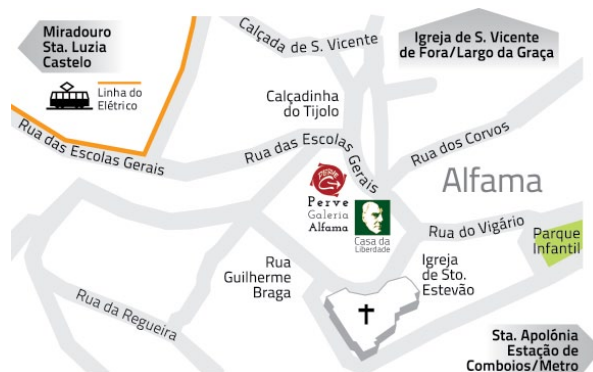 Miradouro
Sta. Luzia
Castelo
Linha do
Elétrico
Calçada de S. Vicente
Igreja de S. Vicente
de Fora/Largo da Graça
Calçadinha
do Tijolo
Rua das Escolas Gerais
Rua das Escolas Gerais
Rua dos Corvos
Alfama
Perve
Galeria
Alfama
Casa da
Liberdade
Rua do Vigário
Parque
Infantil
Rua
Guilherme
Braga
Igreja
de Sto.
Estevão
Rua da Regueira
Sta. Apolónia
Estação de
Comboios/Metro